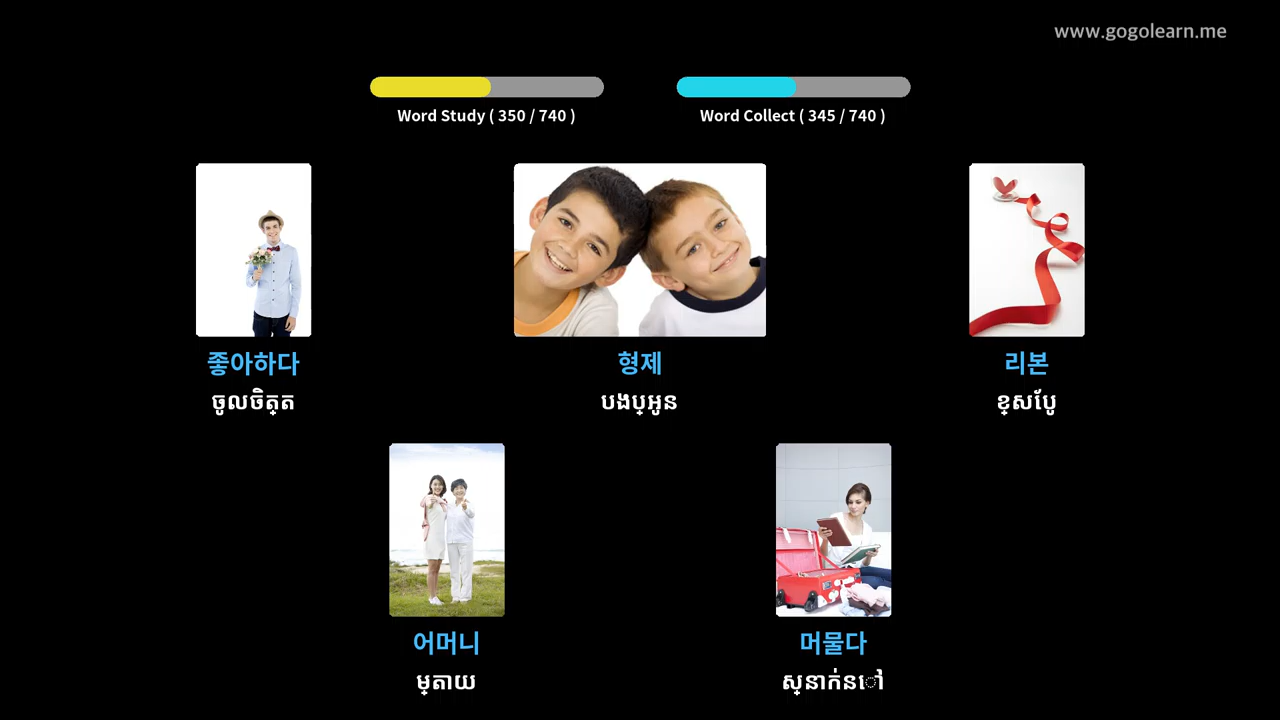 www.gogolearn.me
Word Study ( 350 / 740 )
Word Collect ( 345 / 740 )
좋아하다
형제
리본
ចូលចិត្ត
បងប្អូន
ខ្សបែូ
어머니
머물다
ម្តាយ
ស្នាក់នៅ